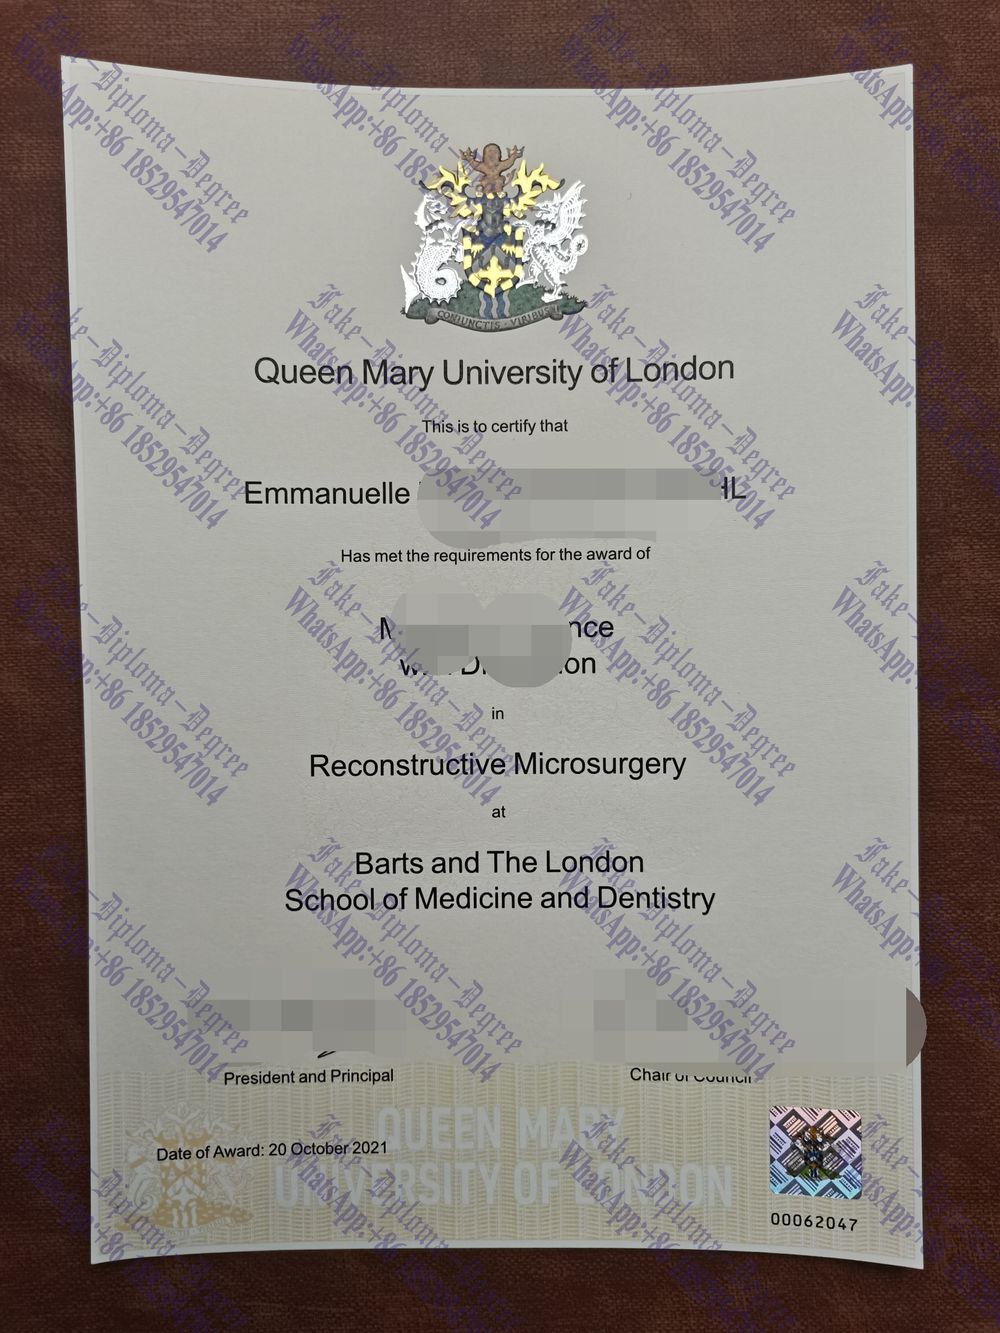 CONJUNCTIS · VIRIBUS
Queen Mary University of London
This is to certify that
Emmanuelle
Has met the requirements for the award of
in
Reconstructive Microsurgery
at
Barts and The London
School of Medicine and Dentistry
President and Principal
Chair of Council
QUEEN MARY
UNIVERSITY OF LONDON
Date of Award: 20 October 2021
00062047
Fake-Diploma-Degree
WhatsApp:+86 18529547014